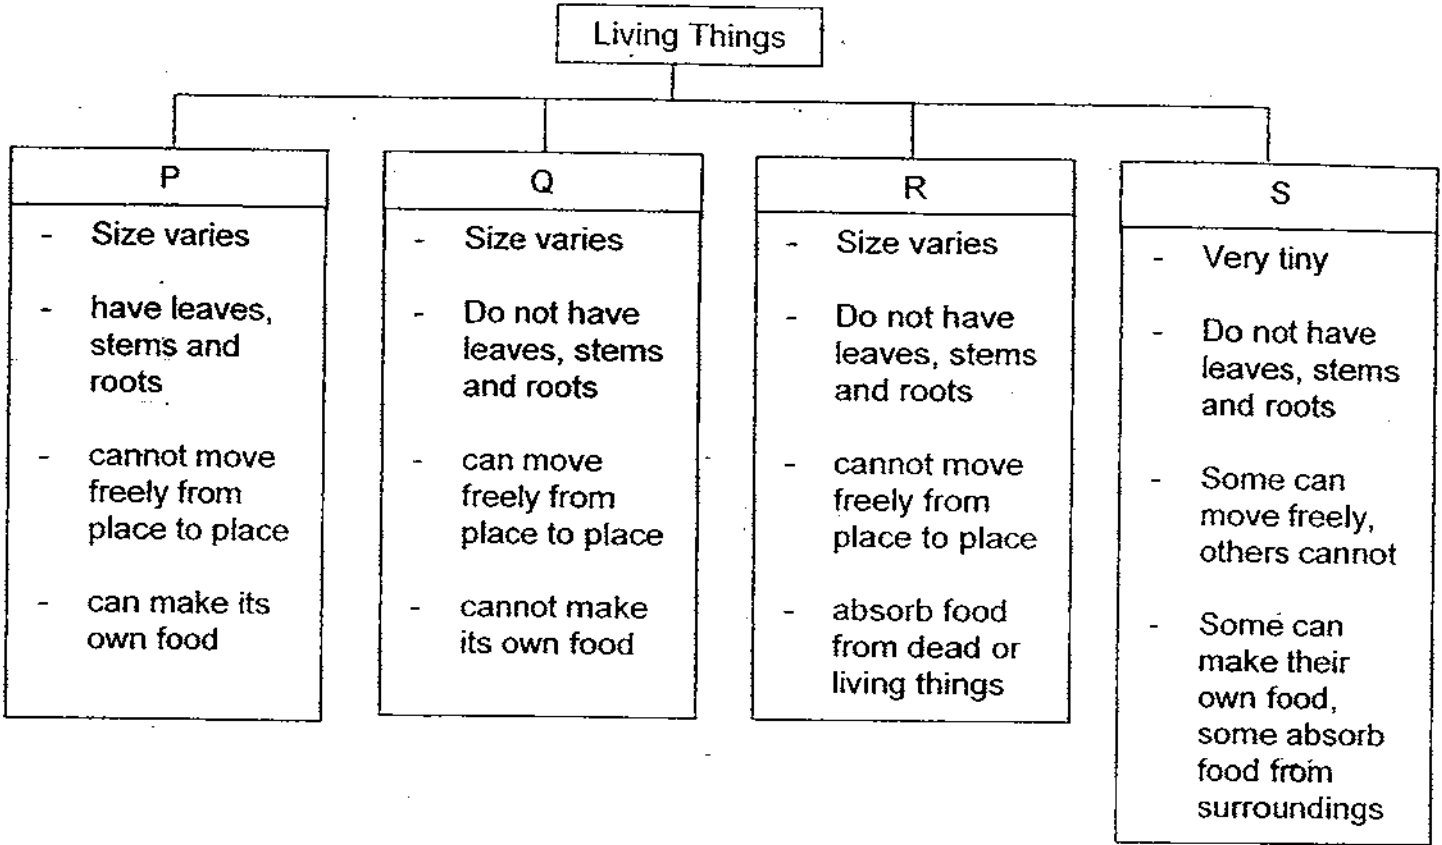 Living Things
P
- Size varies
- have leaves,
stems and
roots
- cannot move
freely from
place to place
- can make its
own food
Q
- Size varies
- Do not have
leaves, stems
and roots
- can move
freely from
place to place
- cannot make
its own food
R
- Size varies
- Do not have
leaves, stems
and roots
- cannot move
freely from
place to place
- absorb food
from dead or
living things
S
- Very tiny
- Do not have
leaves, stems
and roots
- Some can
move freely,
others cannot
- Some can
make their
own food,
some absorb
food from
surroundings